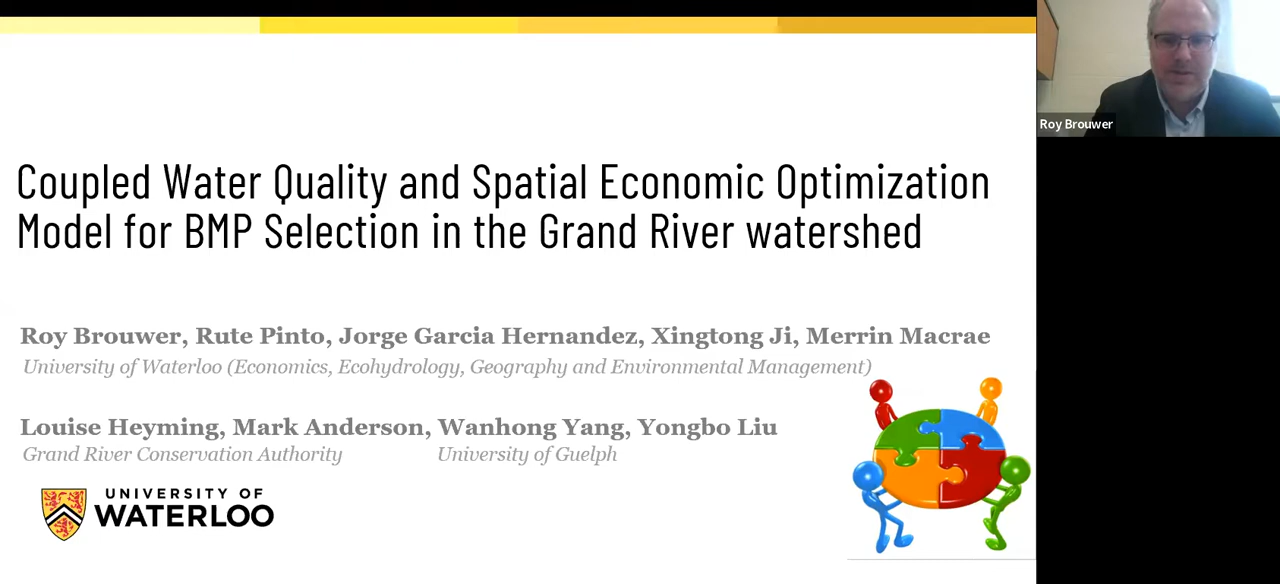 Coupled Water Quality and Spatial Economic Optimization
Model for BMP Selection in the Grand River watershed
Roy Brouwer, Rute Pinto, Jorge Garcia Hernandez, Xingtong Ji, Merrin Macrae
University of Waterloo (Economics, Ecohydrology, Geography and Environmental Management)
Louise Heyming, Mark Anderson, Wanhong Yang, Yongbo Liu
Grand River Conservation Authority University of Guelph
UNIVERSITY OF
WATERLOO
Roy Brouwer